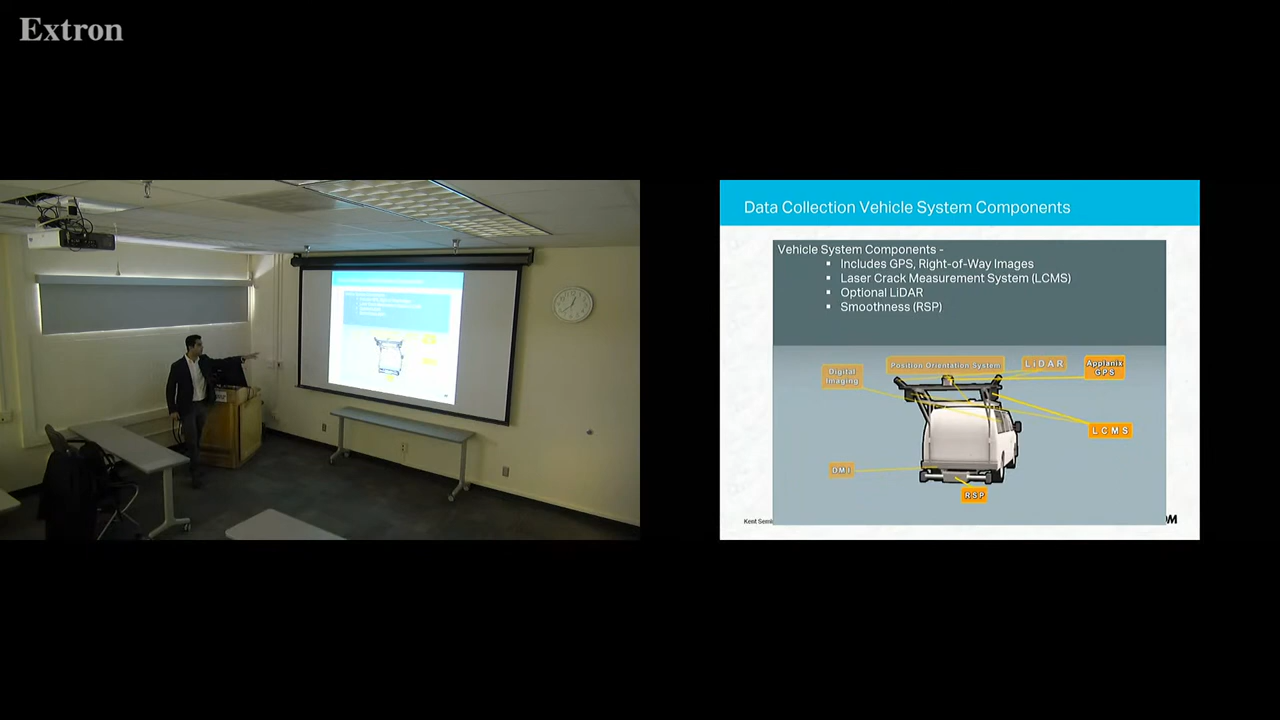 Extron
Data Collection Vehicle System Components
Vehicle System Components -
▪ Includes GPS, Right-of-Way Images
▪ Laser Crack Measurement System (LCMS)
▪ Optional LiDAR
▪ Smoothness (RSP)
Digital
Imaging
Position Orientation System
LiDAR
Applanix
GPS
LCMS
DMI
RSP
Kent